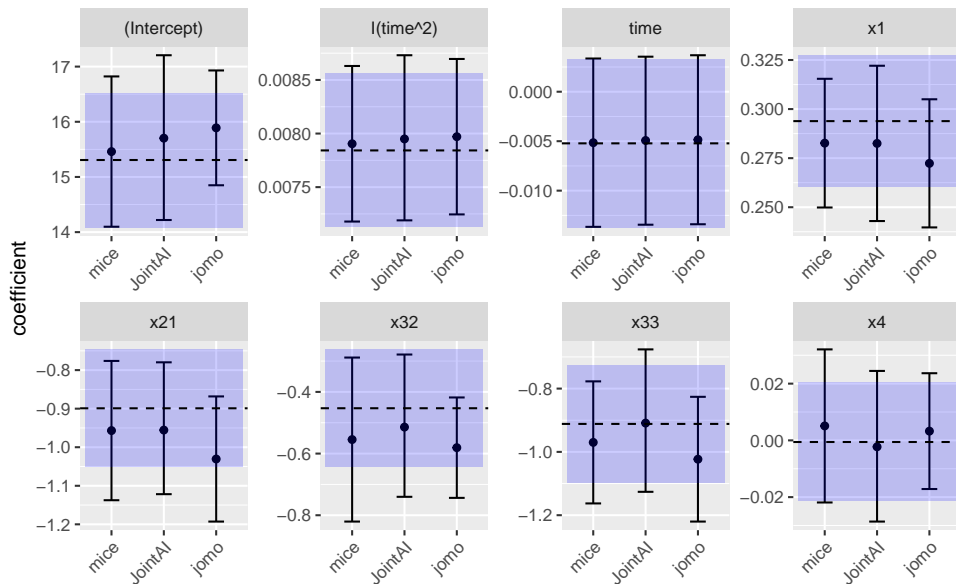 coefficient
(Intercept)
17
16
15
14
mice
JointAI
jomo
I(time^2)
0.0085
0.0080
0.0075
mice
JointAI
jomo
time
0.000
−0.005
−0.010
mice
JointAI
jomo
x1
0.325
0.300
0.275
0.250
mice
JointAI
jomo
x21
−0.8
−0.9
−1.0
−1.1
−1.2
mice
JointAI
jomo
x32
−0.4
−0.6
−0.8
mice
JointAI
jomo
x33
−0.8
−1.0
−1.2
mice
JointAI
jomo
x4
0.02
0.00
−0.02
mice
JointAI
jomo